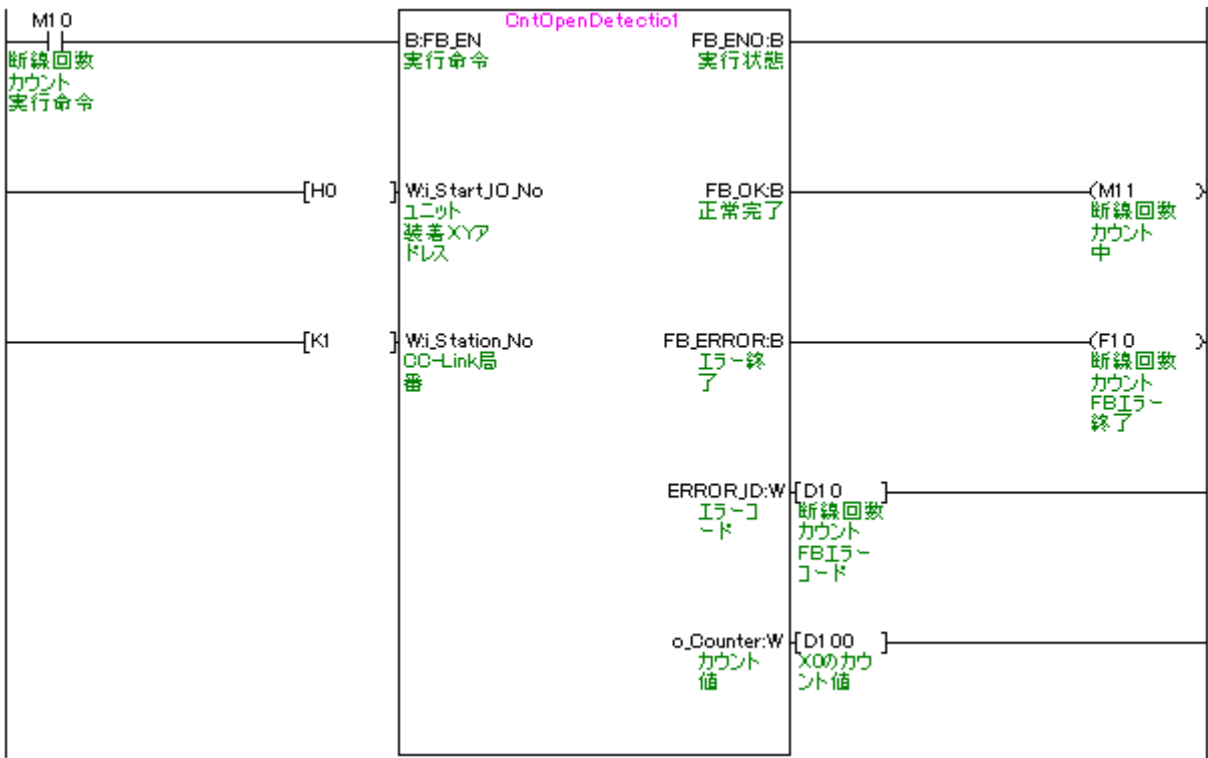 M10
断線回数
カウント
実行命令
CntOpenDetectio1
B:FB_EN
実行命令
FB_ENO:B
実行状態
[H0 ]
W:i_Start_IO_No
ユニット
装着XYア
ドレス
FB_OK:B
正常完了
(M11 )
断線回数
カウント
中
[K1 ]
W:i_Station_No
CC-Link局
番
FB_ERROR:B
エラー終
了
(F10 )
断線回数
カウント
FBエラー
終了
ERROR_ID:W
エラーコ
ード
[D10 ]
断線回数
カウント
FBエラー
コード
o_Counter:W
カウント
値
[D100 ]
X0のカウ
ント値